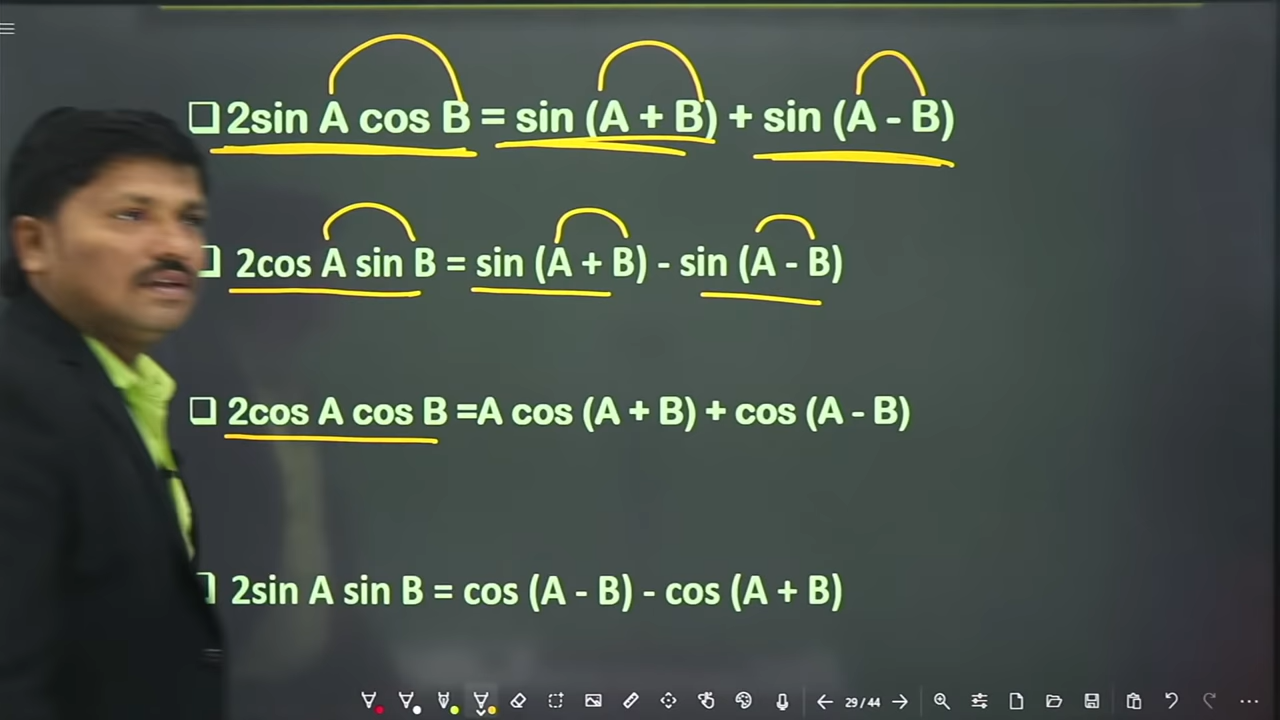 2sin A cos B = sin (A + B) + sin (A - B)
2cos A sin B = sin (A + B) - sin (A - B)
2cos A cos B =A cos (A + B) + cos (A - B)
2sin A sin B = cos (A - B) - cos (A + B)
29 / 44